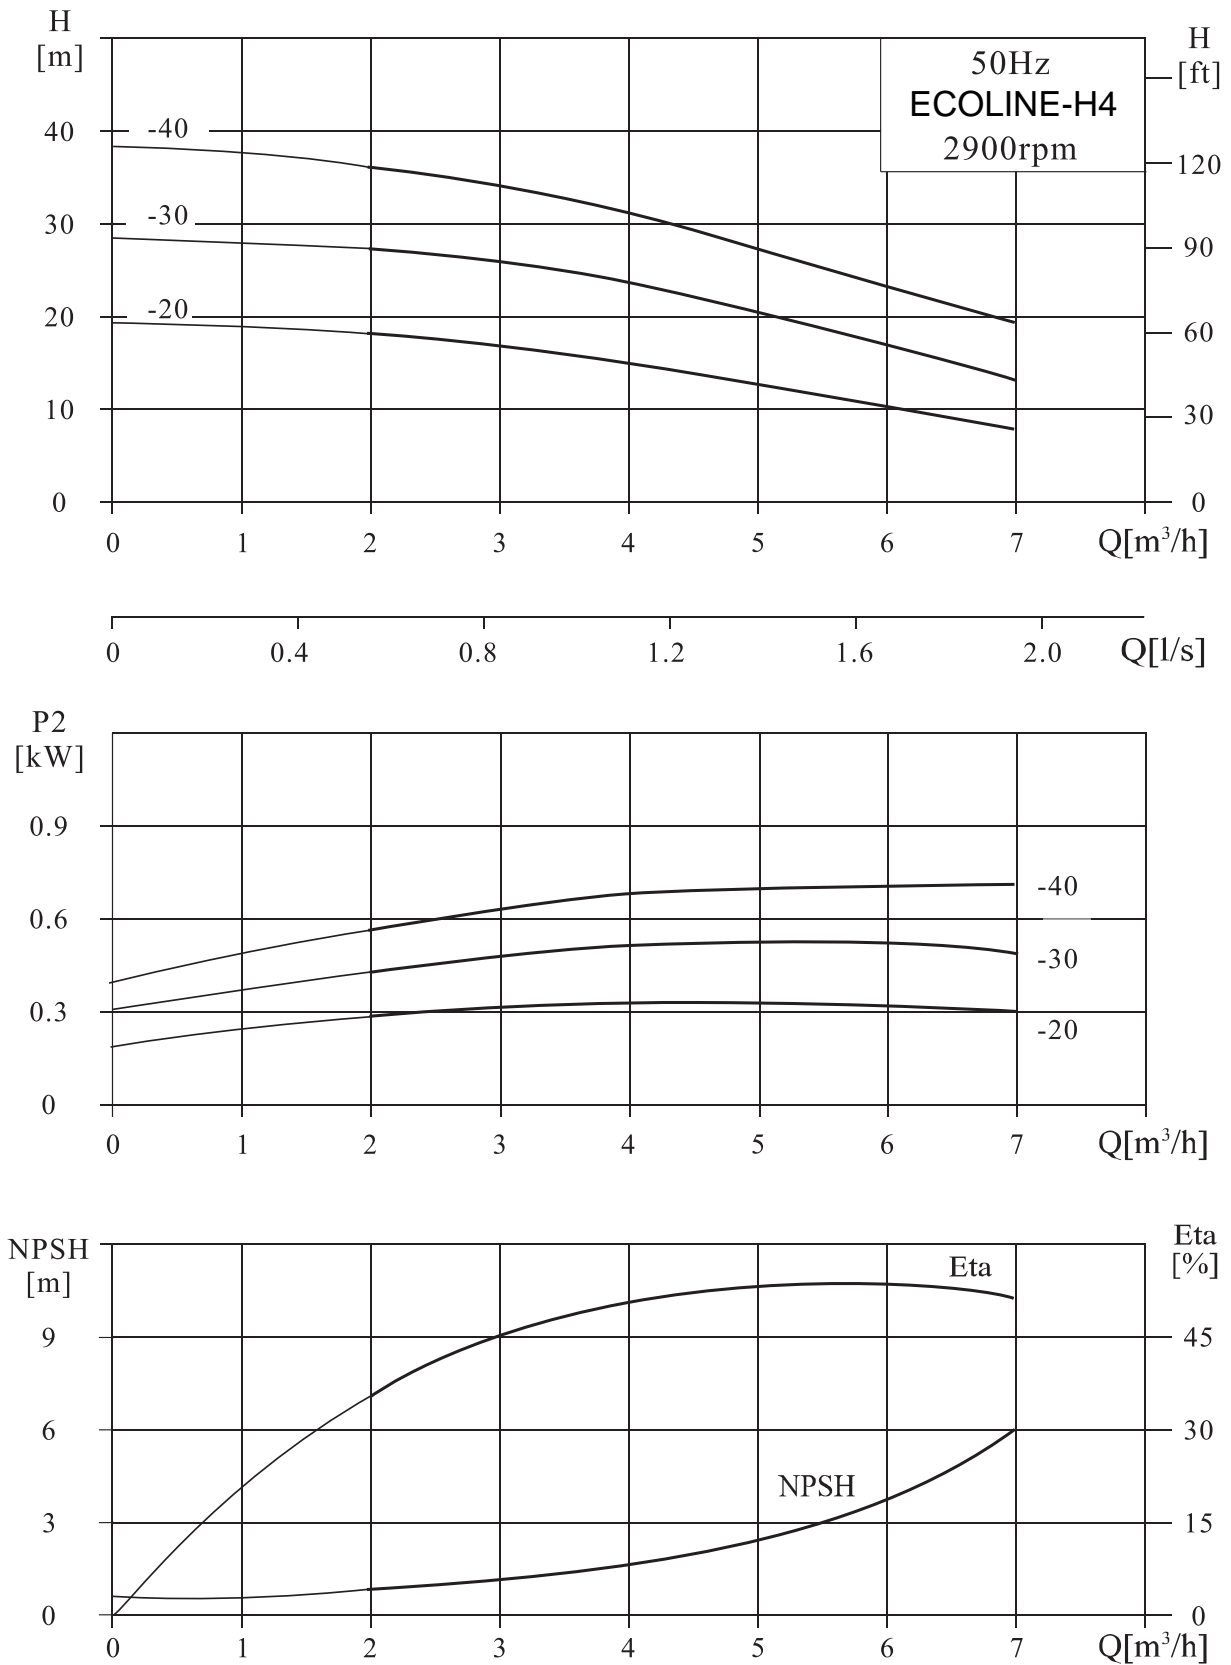 H
[m]
H
[ft]
50Hz
ECOLINE-H4
2900rpm
-40
40
120
-30
30
90
-20
20
60
10
30
0
0
0 1 2 3 4 5 6 7 Q[m³/h]
0 0.4 0.8 1.2 1.6 2.0 Q[l/s]
P2
[kW]
0.9
-40
0.6
-30
0.3
-20
0
0 1 2 3 4 5 6 7 Q[m³/h]
NPSH
[m]
Eta
[%]
Eta
9
45
6
30
NPSH
3
15
0
0
0 1 2 3 4 5 6 7 Q[m³/h]